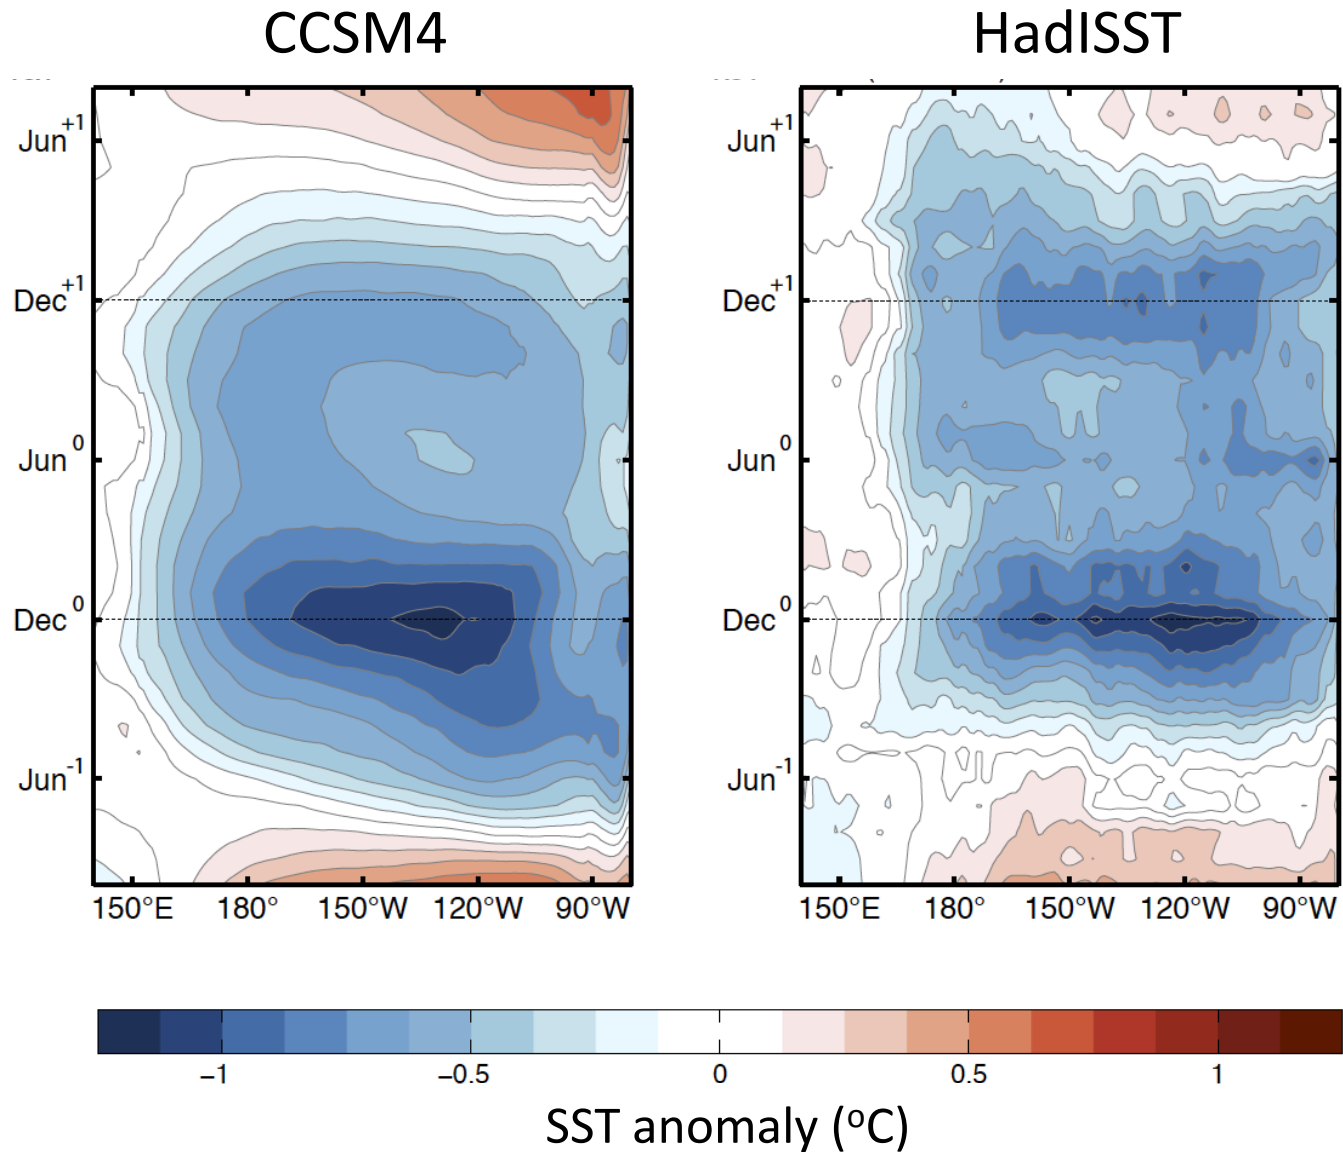 CCSM4 HadISST
Jun+1 Jun+1
Dec+1 Dec+1
Jun0 Jun0
Dec0 Dec0
Jun-1 Jun-1
150°E 180° 150°W 120°W 90°W 150°E 180° 150°W 120°W 90°W
−1 −0.5 0 0.5 1
SST anomaly (oC)